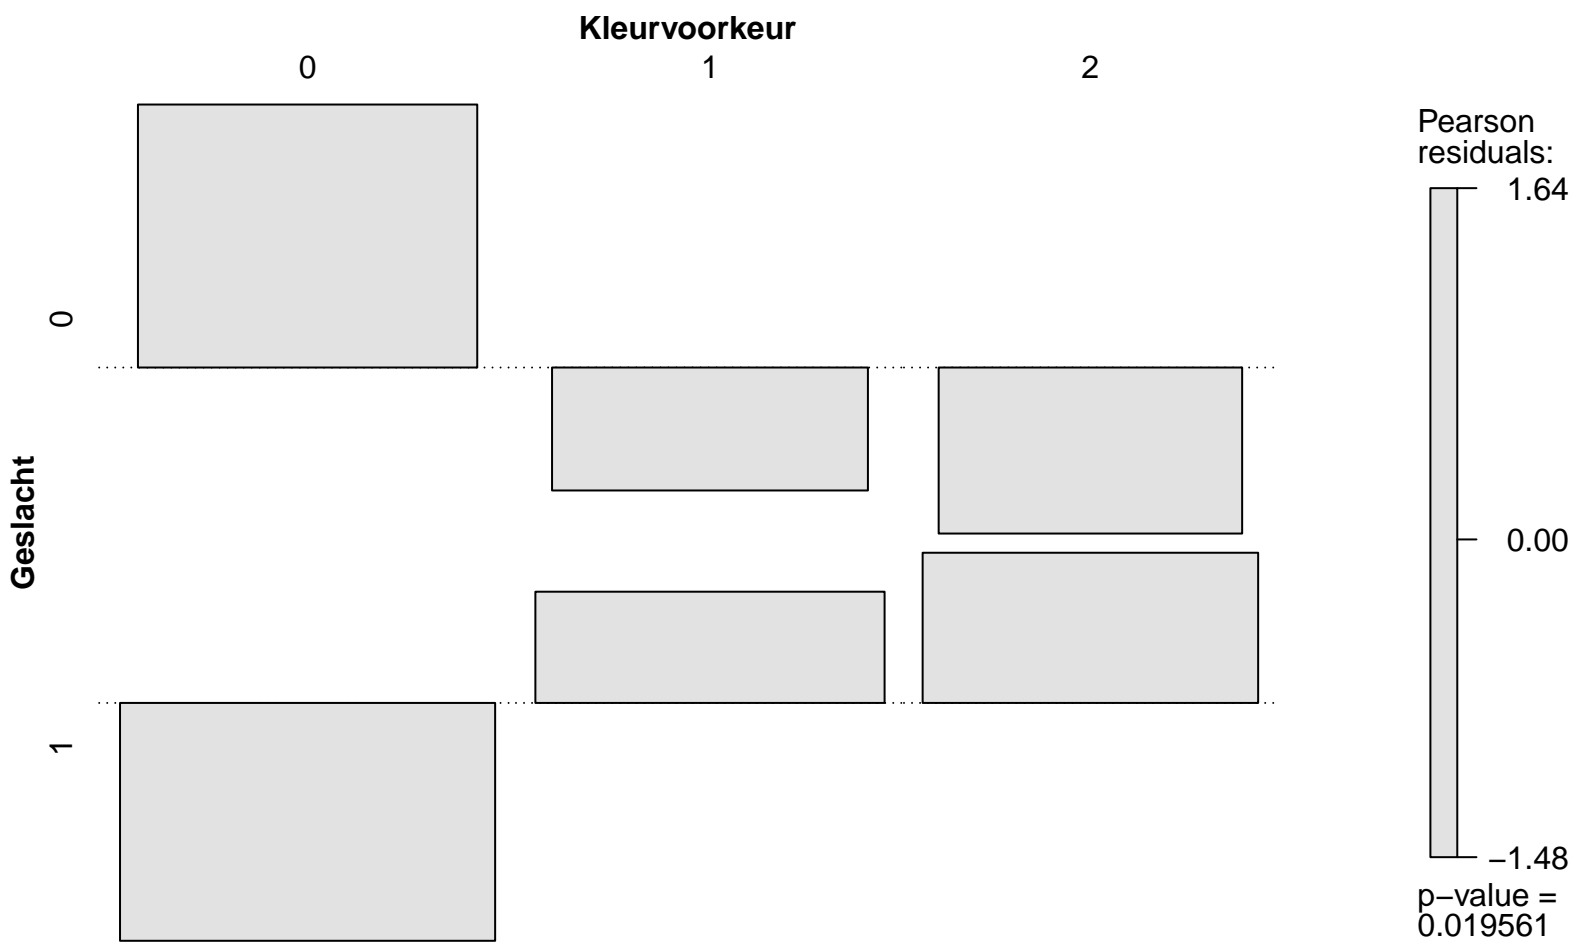 Kleurvoorkeur
0 1 2
Geslacht
0
1
Pearson
residuals:
1.64
0.00
−1.48
p−value =
0.019561